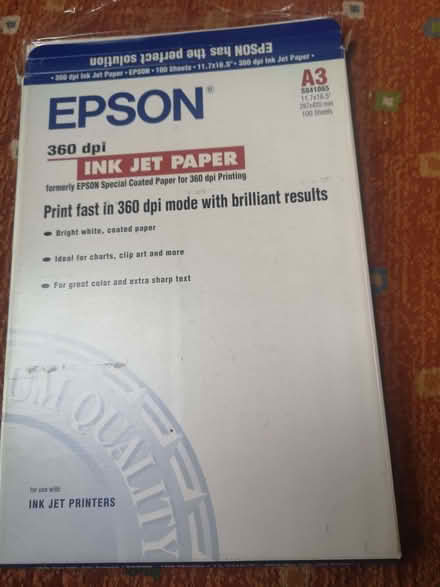 EPSON has the perfect solution
• 360 dpi Ink Jet Paper • EPSON • 100 Sheets • 11.7x16.5" • 360 dpi Ink Jet Paper •
A3
S041065
11.7x16.5"
297x420 mm
100 Sheets
EPSON®
360 dpi
INK JET PAPER
formerly EPSON Special Coated Paper for 360 dpi Printing
Print fast in 360 dpi mode with brilliant results
Bright white, coated paper
Ideal for charts, clip art and more
For great color and extra sharp text
UM QUALITY
for use with:
INK JET PRINTERS